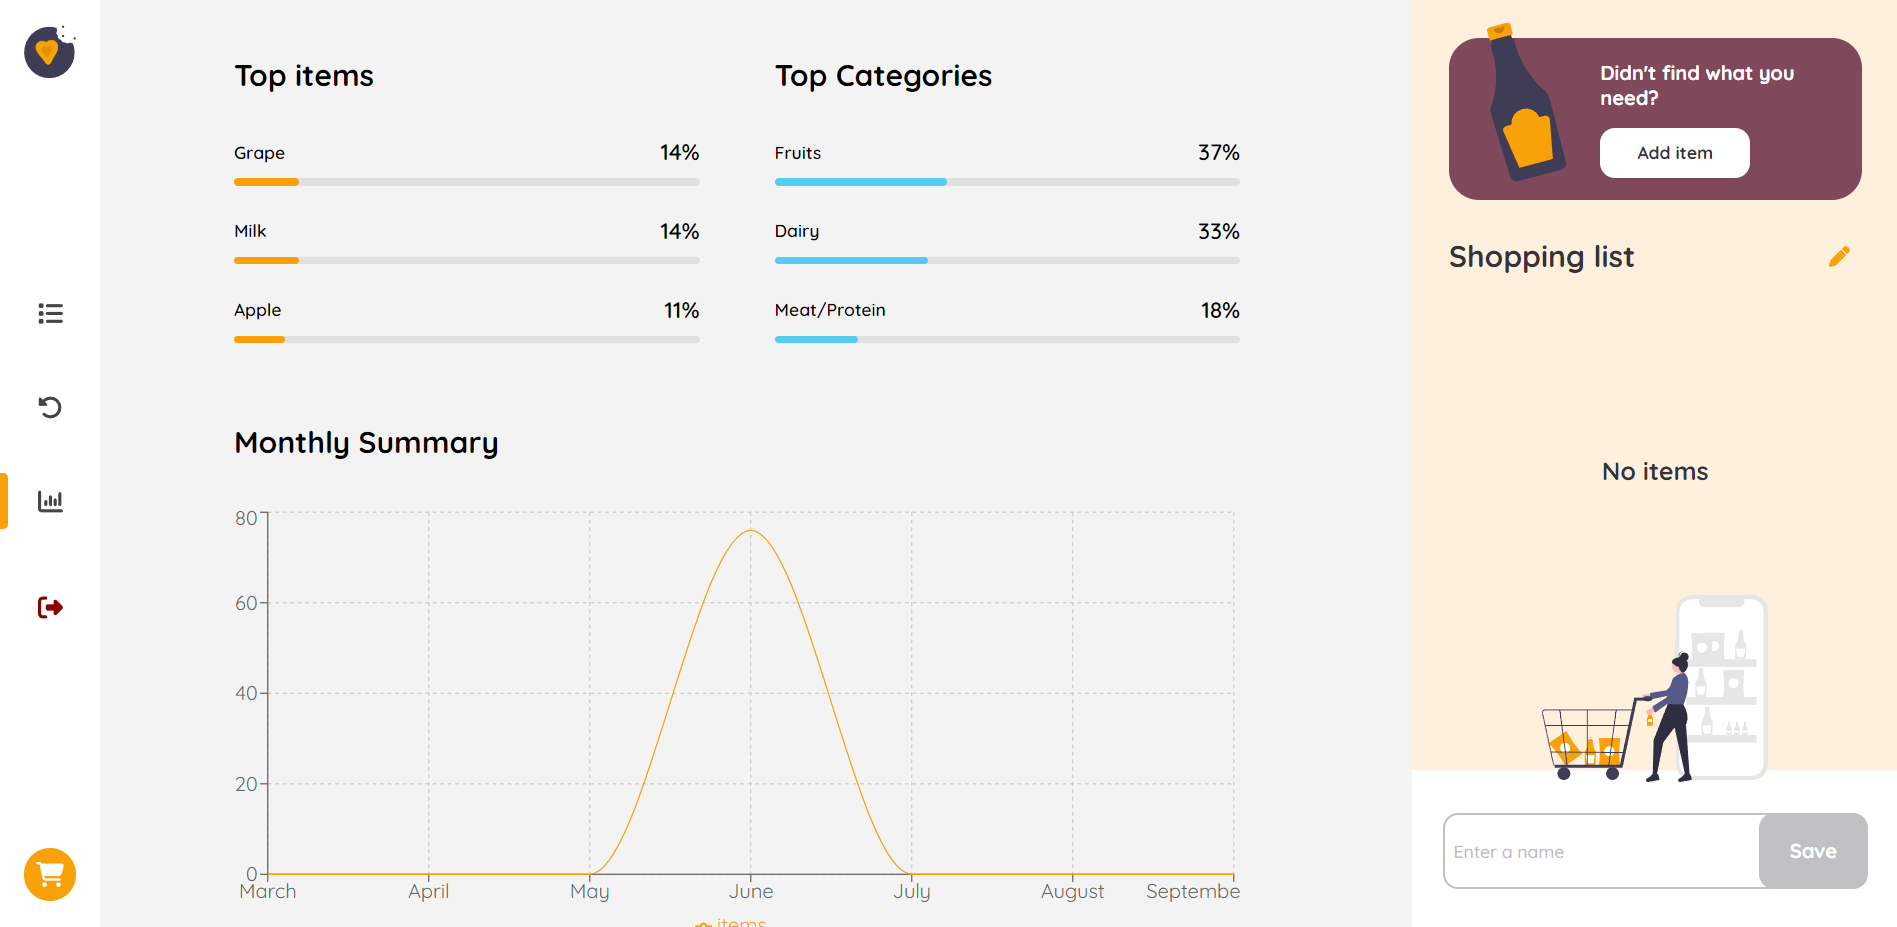 Top items
Grape 14%
Milk 14%
Apple 11%
Top Categories
Fruits 37%
Dairy 33%
Meat/Protein 18%
Monthly Summary
80
60
40
20
0
March April May June July August Septembe
items
Didn't find what you
need?
Add item
Shopping list
No items
Enter a name
Save